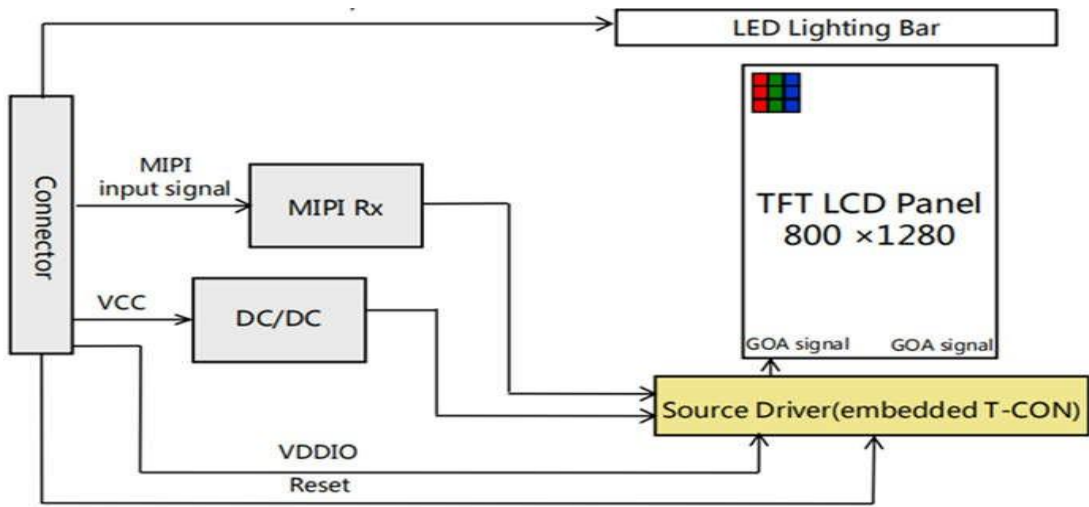 LED Lighting Bar
Connector
MIPI
input signal
MIPI Rx
TFT LCD Panel
800 ×1280
VCC
DC/DC
GOA signal
GOA signal
Source Driver(embedded T-CON)
VDDIO
Reset